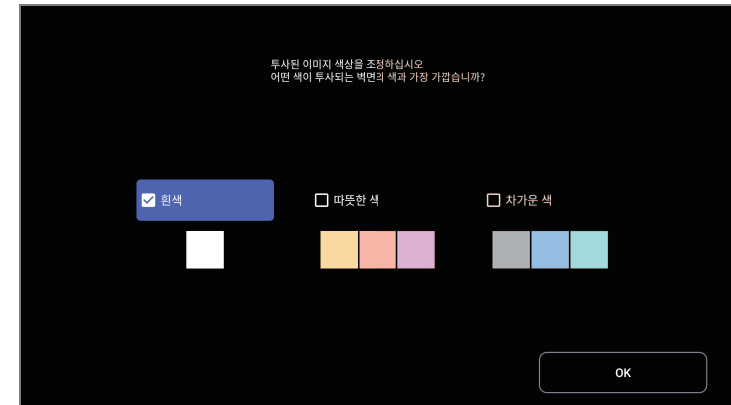 투사된 이미지 색상을 조정하십시오
어떤 색이 투사되는 벽면의 색과 가장 가깝습니까?
흰색
따뜻한 색
차가운 색
OK